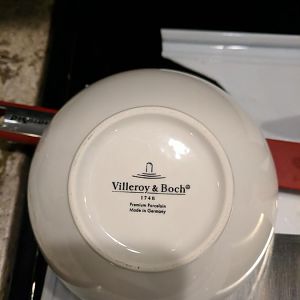 Villeroy & Boch®
1748
Premium Porcelain
Made in Germany